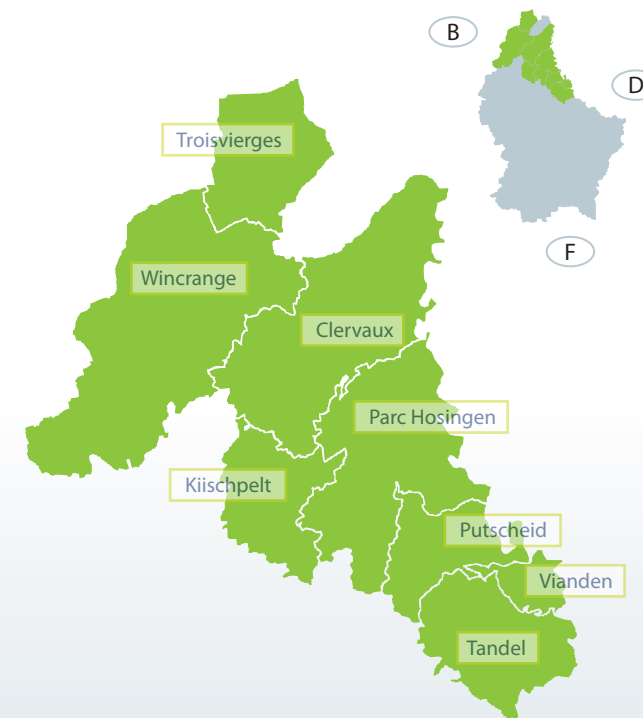 B
D
Troisvierges
F
Wincrange
Clervaux
Parc Hosingen
Kiischpelt
Putscheid
Vianden
Tandel